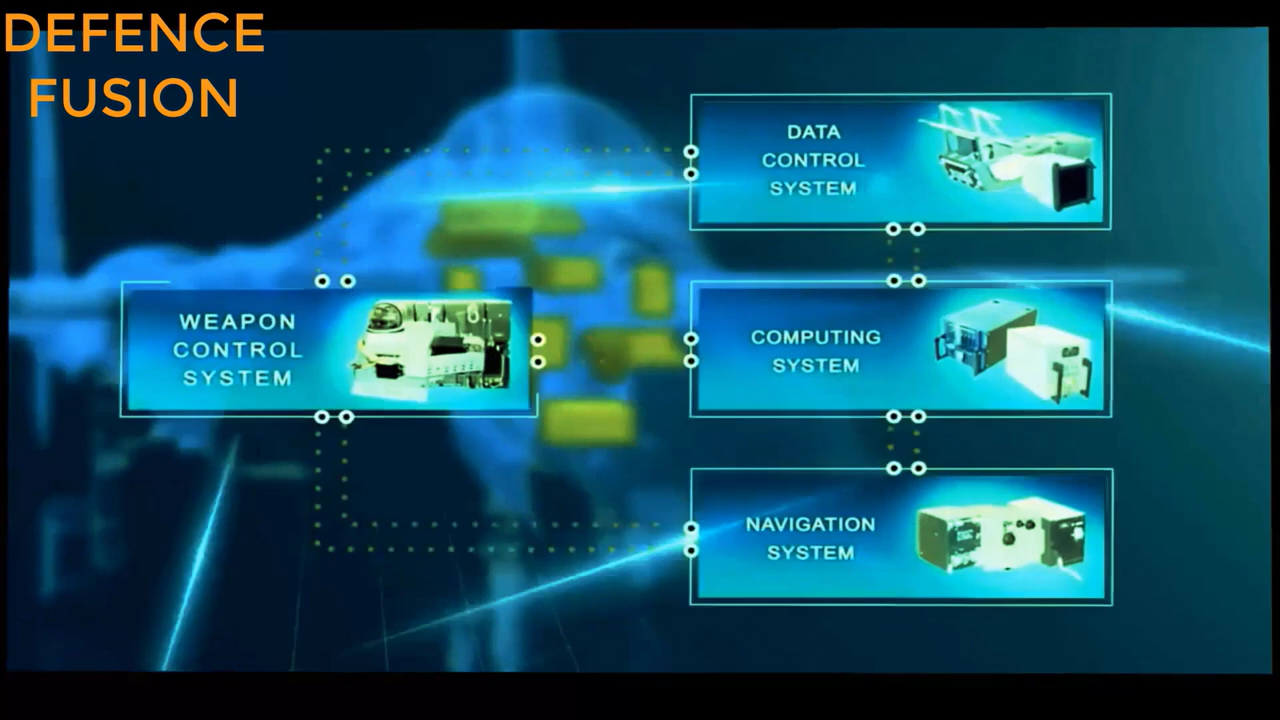 DEFENCE
FUSION
DATA
CONTROL
SYSTEM
WEAPON
CONTROL
SYSTEM
COMPUTING
SYSTEM
NAVIGATION
SYSTEM